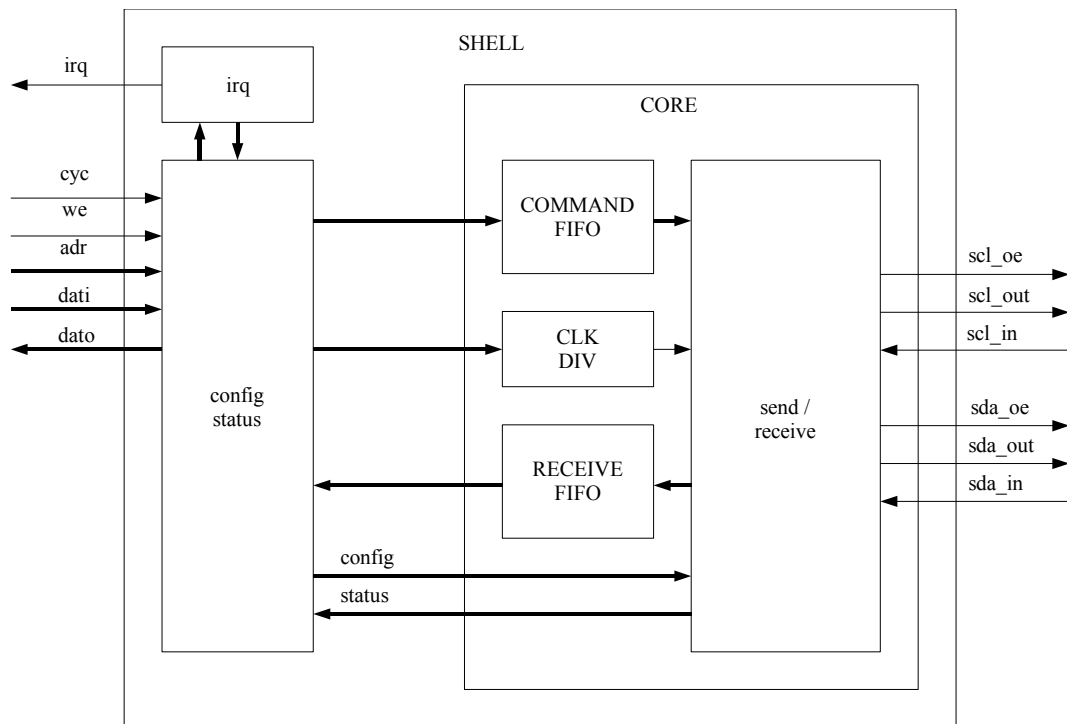 SHELL
irq
irq
CORE
cyc
we
adr
dati
dato
config
status
COMMAND
FIFO
CLK
DIV
RECEIVE
FIFO
config
status
send /
receive
scl_oe
scl_out
scl_in
sda_oe
sda_out
sda_in